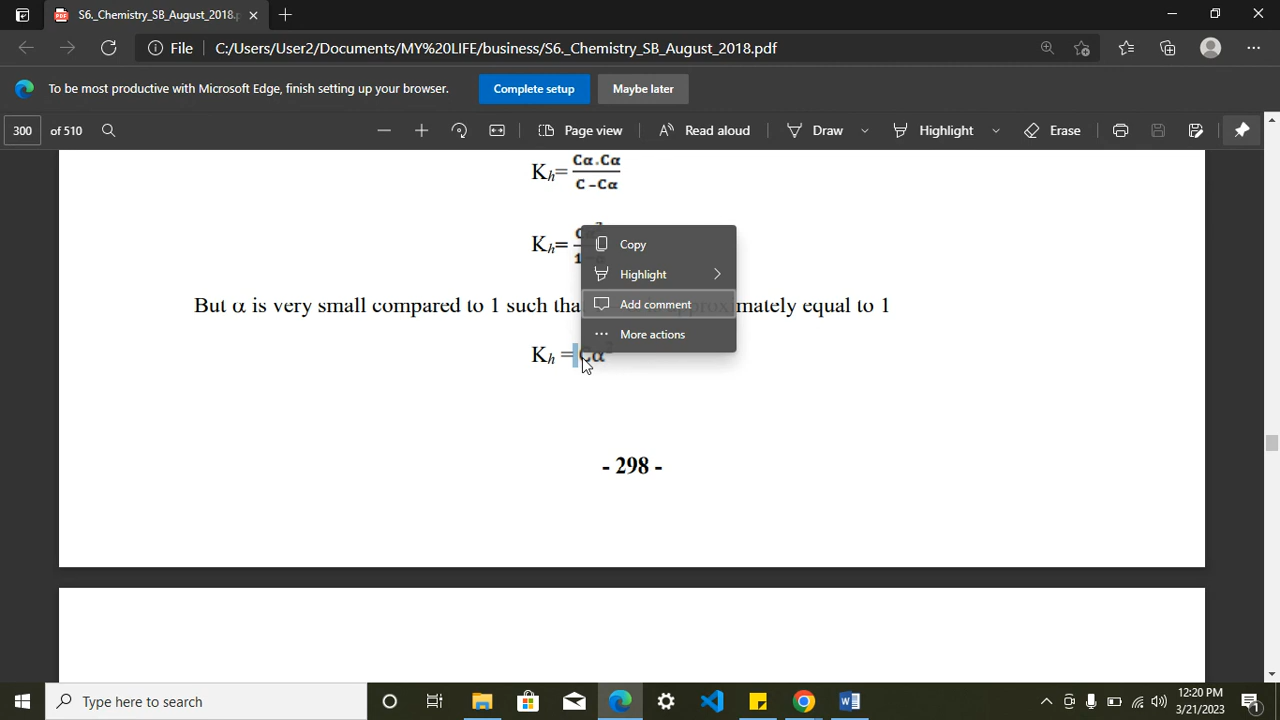 S6._Chemistry_SB_August_2018.
File C:/Users/User2/Documents/MY%20LIFE/business/S6._Chemistry_SB_August_2018.pdf
To be most productive with Microsoft Edge, finish setting up your browser. Complete setup Maybe later
300 of 510 Page view Read aloud Draw Highlight Erase
Kh= Cα.Cα
C-Cα
Kh=
But α is very small compared to 1 such equal to 1
Kh = Cα²
- 298 -
Copy
Highlight
Add comment
More actions
Type here to search
12:20 PM
3/21/2023
1